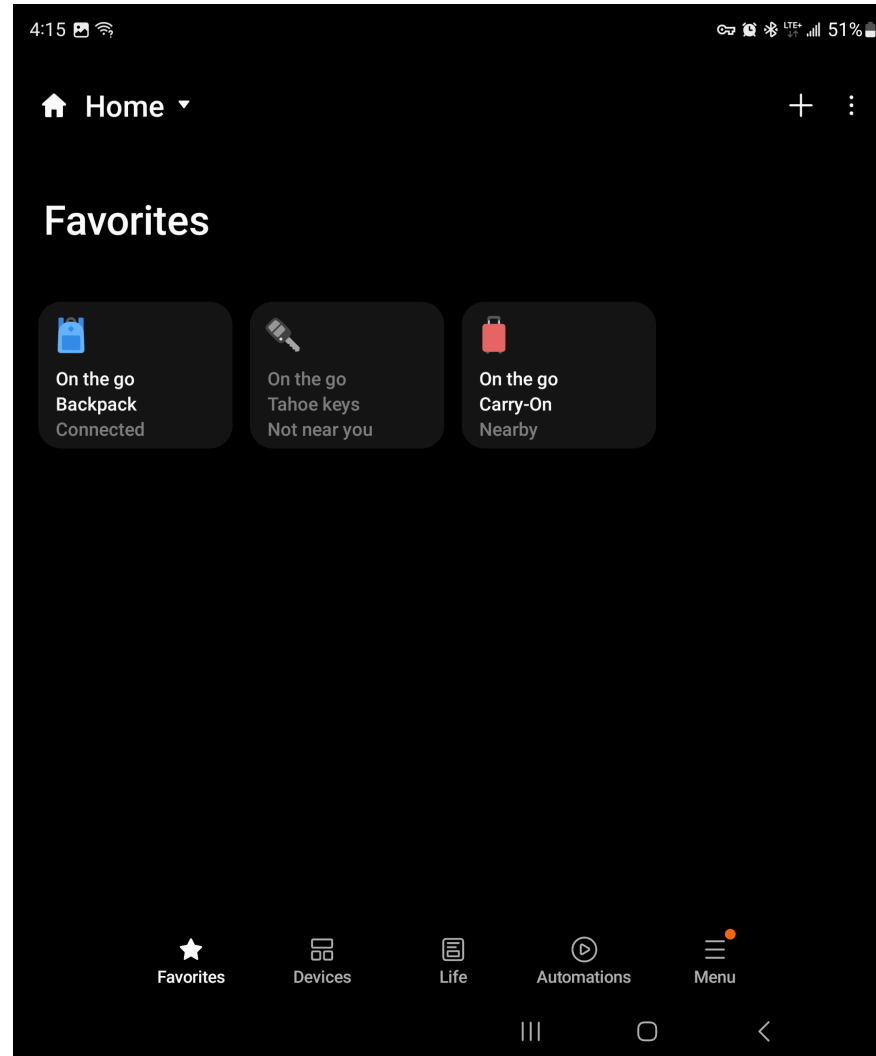 4:15
LTE+ 51%
Home
Favorites
On the go
Backpack
Connected
On the go
Tahoe keys
Not near you
On the go
Carry-On
Nearby
Favorites
Devices
Life
Automations
Menu